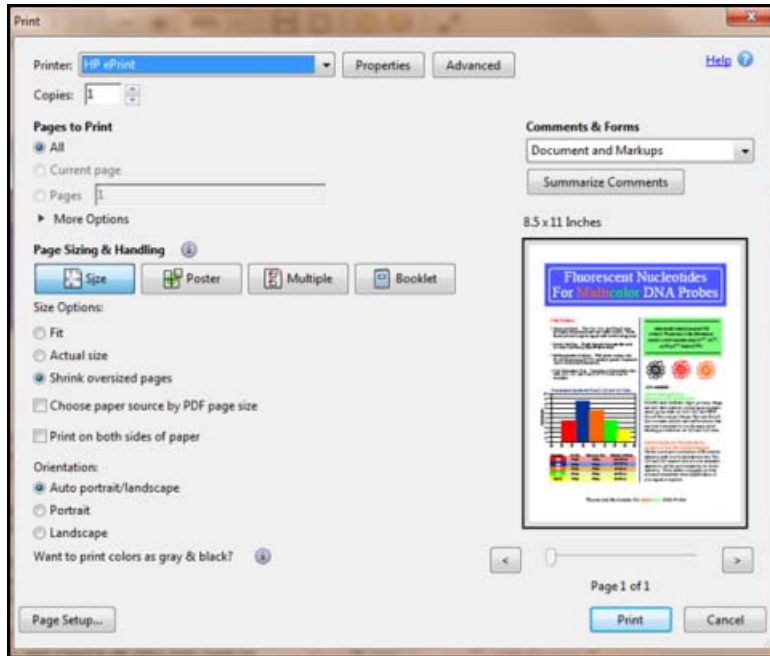 Print
Printer: HP ePrint Properties Advanced Help
Copies: 1
Pages to Print
All
Current page
Pages 1
More Options
Page Sizing & Handling
Size Poster Multiple Booklet
Size Options:
Fit
Actual size
Shrink oversized pages
Choose paper source by PDF page size
Print on both sides of paper
Orientation:
Auto portrait/landscape
Portrait
Landscape
Want to print colors as gray & black?
Page Setup...
Comments & Forms
Document and Markups
Summarize Comments
8.5 x 11 Inches
Fluorescent Nucleotides
For Multicolor DNA Probes
< >
Page 1 of 1
Print Cancel